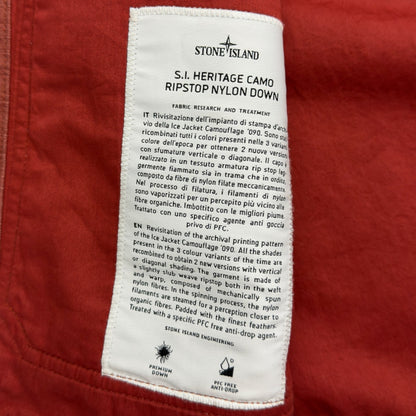 STONE ISLAND
S.I. HERITAGE CAMO
RIPSTOP NYLON DOWN
FABRIC RESEARCH AND TREATMENT
IT Rivisitazione dell'impianto di stampa d'archi
vio della Ice Jacket Camouflage '090. Sono stati
ricombinati tutti i colori presenti nelle 3 varianti
colore dell'epoca per ottenere 2 nuove versioni
con sfumature verticale o diagonale. Il capo è
realizzato in un tessuto armatura rip stop leg-
germente fiammato sia in trama che in ordito,
composto da fibre di nylon filate meccanicamente.
Nel processo di filatura, i filamenti di nylon
sono vaporizzati per un percepito più vicino alle
fibre organiche. Imbottito con le migliori piume.
Trattato con uno specifico agente anti goccia
privo di PFC.
EN Revisitation of the archival printing pattern
of the Ice Jacket Camouflage '090. All the shades
present in the 3 colour variants of the time are
recombined to obtain 2 new versions with vertical
or diagonal shading. The garment is made of
a slightly slub weave ripstop both in the weft
and warp, composed of mechanically spun
nylon fibres. In the spinning process, the nylon
filaments are steamed for a perception closer to
organic fibres. Padded with the finest feathers.
Treated with a specific PFC free anti-drop agent.
STONE ISLAND ENGINEERING.
PREMIUM
DOWN
PFC FREE
ANTI-DROP